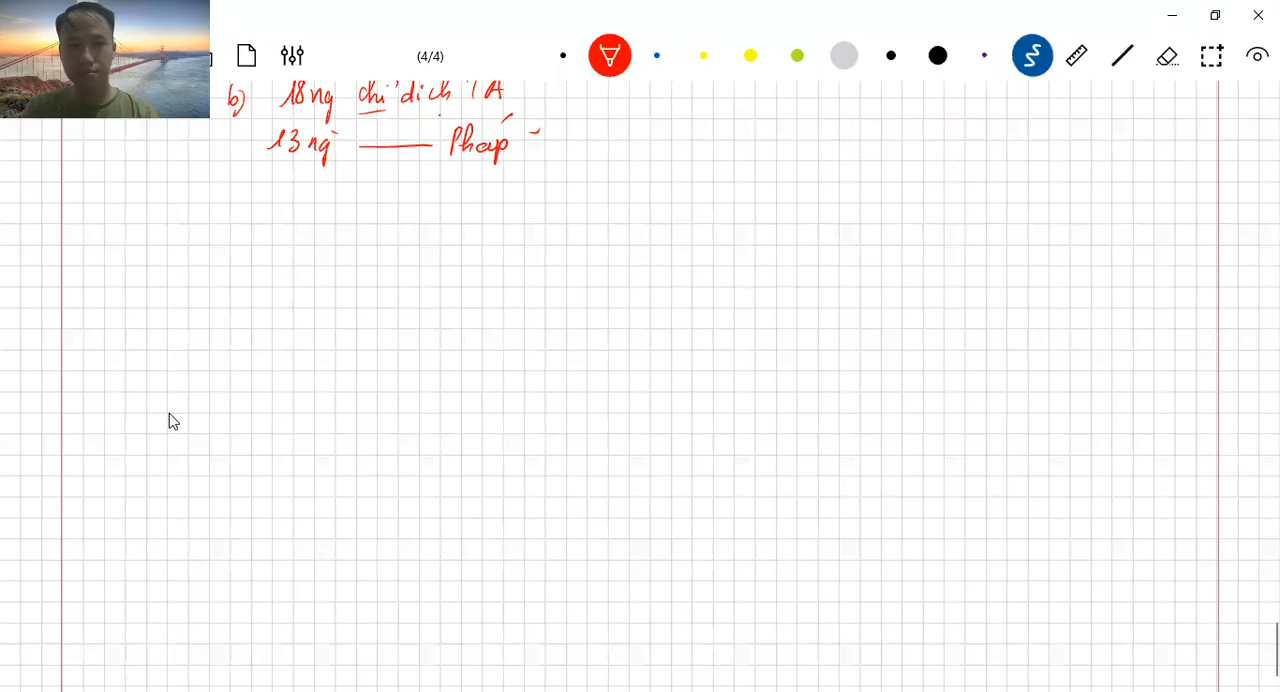 (4/4)
b) 18 ng chỉ dịch TA
13 ng ——— Pháp